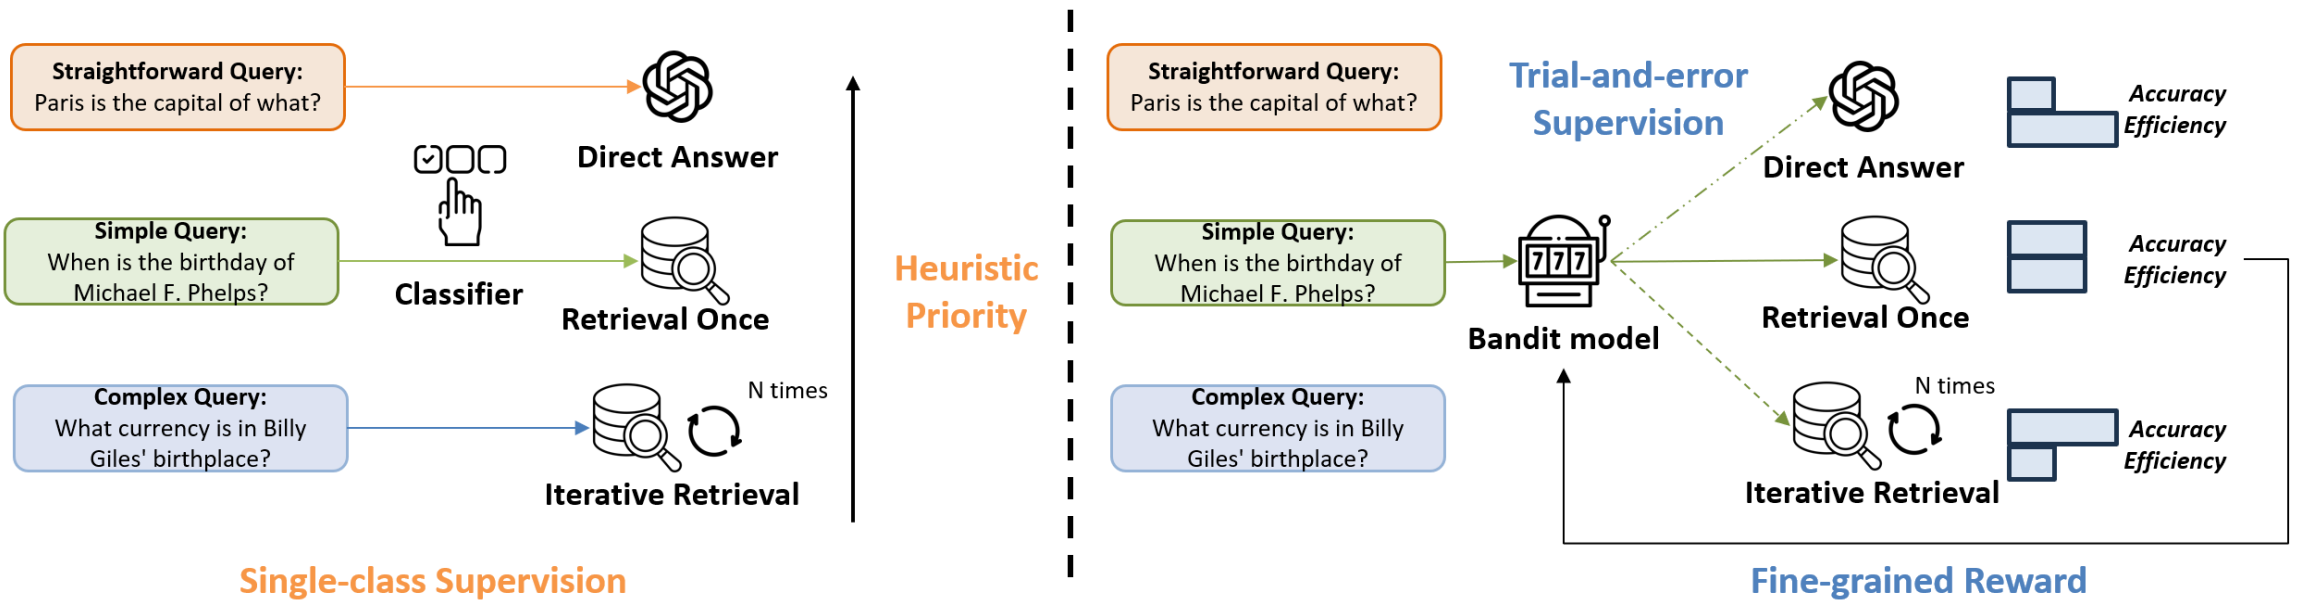 Straightforward Query:
Paris is the capital of what?
Direct Answer
Simple Query:
When is the birthday of
Michael F. Phelps?
Classifier
Retrieval Once
Complex Query:
What currency is in Billy
Giles' birthplace?
N times
Iterative Retrieval
Heuristic
Priority
Single-class Supervision
Straightforward Query:
Paris is the capital of what?
Trial-and-error
Supervision
Direct Answer
Accuracy
Efficiency
Simple Query:
When is the birthday of
Michael F. Phelps?
777
Bandit model
Retrieval Once
Accuracy
Efficiency
Complex Query:
What currency is in Billy
Giles' birthplace?
N times
Iterative Retrieval
Accuracy
Efficiency
Fine-grained Reward